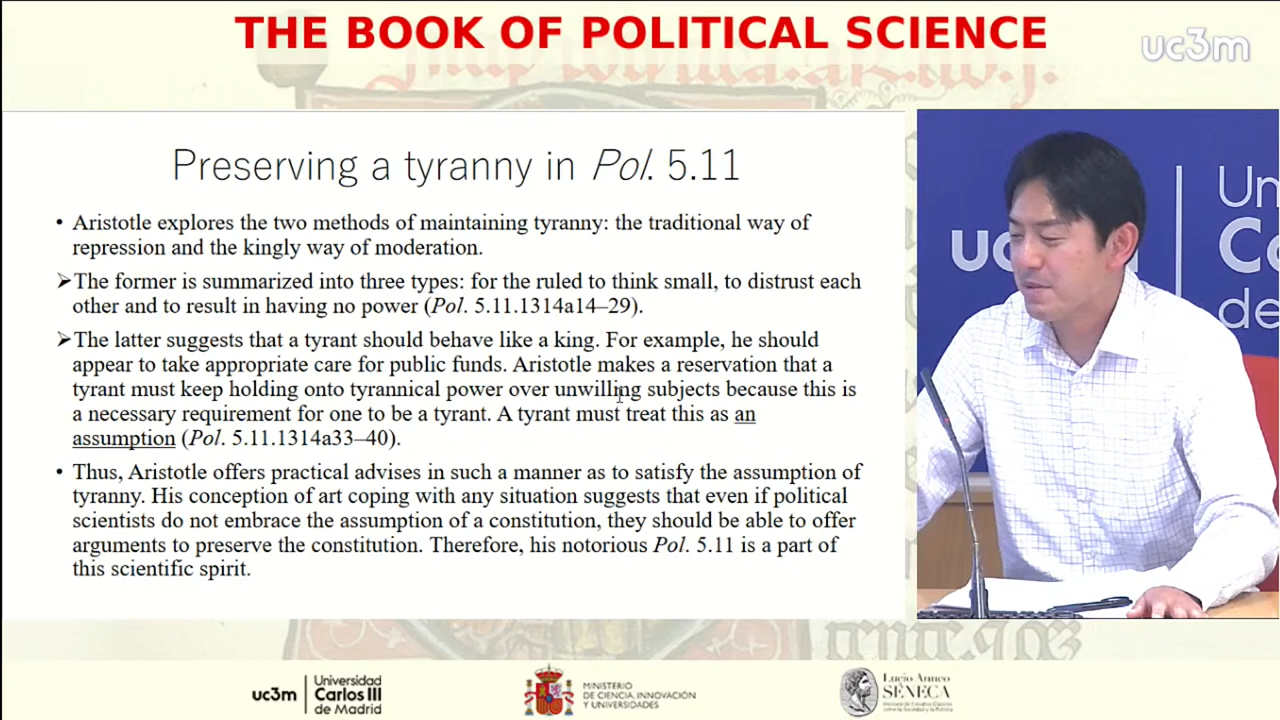 THE BOOK OF POLITICAL SCIENCE
uc3m
Preserving a tyranny in Pol. 5.11
• Aristotle explores the two methods of maintaining tyranny: the traditional way of
repression and the kingly way of moderation.
➢The former is summarized into three types: for the ruled to think small, to distrust each
other and to result in having no power (Pol. 5.11.1314a14–29).
➢The latter suggests that a tyrant should behave like a king. For example, he should
appear to take appropriate care for public funds. Aristotle makes a reservation that a
tyrant must keep holding onto tyrannical power over unwilling subjects because this is
a necessary requirement for one to be a tyrant. A tyrant must treat this as an
assumption (Pol. 5.11.1314a33–40).
• Thus, Aristotle offers practical advises in such a manner as to satisfy the assumption of
tyranny. His conception of art coping with any situation suggests that even if political
scientists do not embrace the assumption of a constitution, they should be able to offer
arguments to preserve the constitution. Therefore, his notorious Pol. 5.11 is a part of
this scientific spirit.
Un
uc
Ca
de
uc3m
Universidad
Carlos III
de Madrid
MINISTERIO
DE CIENCIA, INNOVACIÓN
Y UNIVERSIDADES
Lucio Anneo
SÉNECA